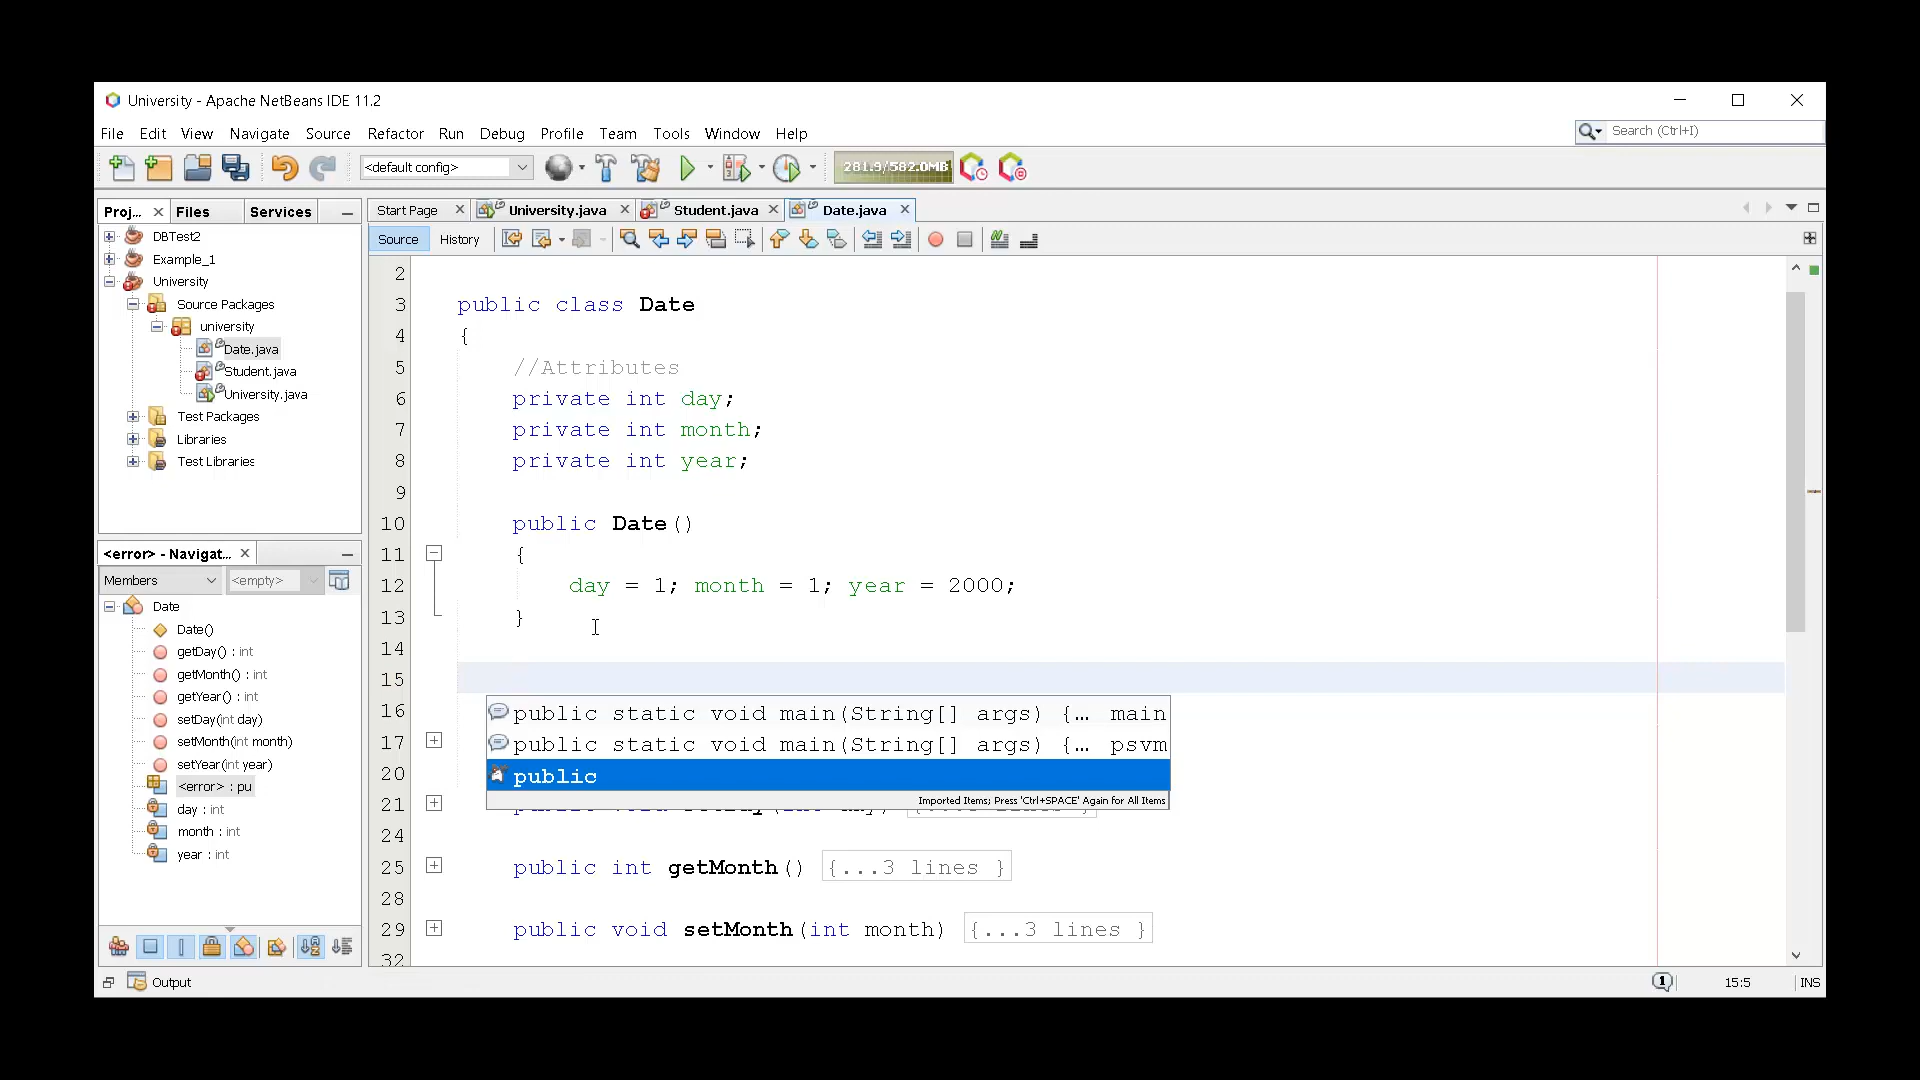 University - Apache NetBeans IDE 11.2
File Edit View Navigate Source Refactor Run Debug Profile Team Tools Window Help
Search (Ctrl+I)
<default config>
281.9/582.0MB
Proj... Files Services
Start Page University.java Student.java Date.java
Source History
DBTest2
Example_1
University
Source Packages
university
Date.java
Student.java
University.java
Test Packages
Libraries
Test Libraries
<error> - Navigat...
Members <empty>
Date
Date()
getDay() : int
getMonth() : int
getYear() : int
setDay(int day)
setMonth(int month)
setYear(int year)
<error> : pu
day : int
month : int
year : int
2
3 public class Date
4 {
5 //Attributes
6 private int day;
7 private int month;
8 private int year;
9
10 public Date()
11 {
12 day = 1; month = 1; year = 2000;
13 }
14
15
16 public static void main(String[] args) {… main
17 public static void main(String[] args) {… psvm
20 public
Imported Items; Press 'Ctrl+SPACE' Again for All Items
21
24
25 public int getMonth() {...3 lines }
28
29 public void setMonth(int month) {...3 lines }
32
Output
1
15:5 INS